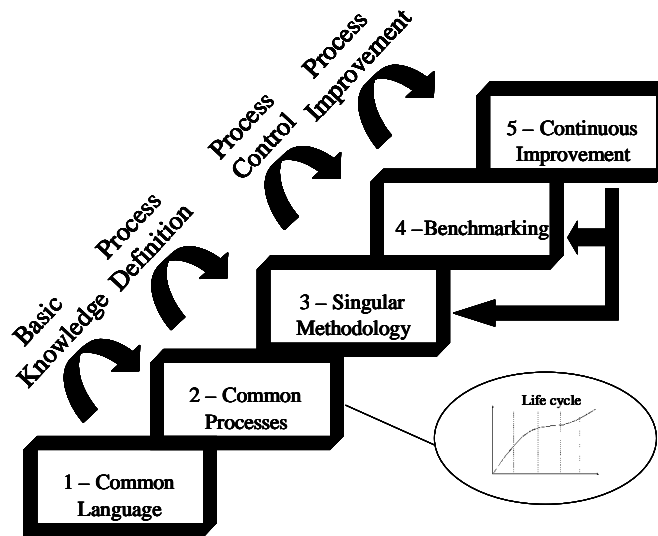 Process
Improvement
Process
Control
5 – Continuous
Improvement
Process
Definition
4 –Benchmarking
Basic
Knowledge
3 – Singular
Methodology
2 – Common
Processes
Life cycle
1 – Common
Language